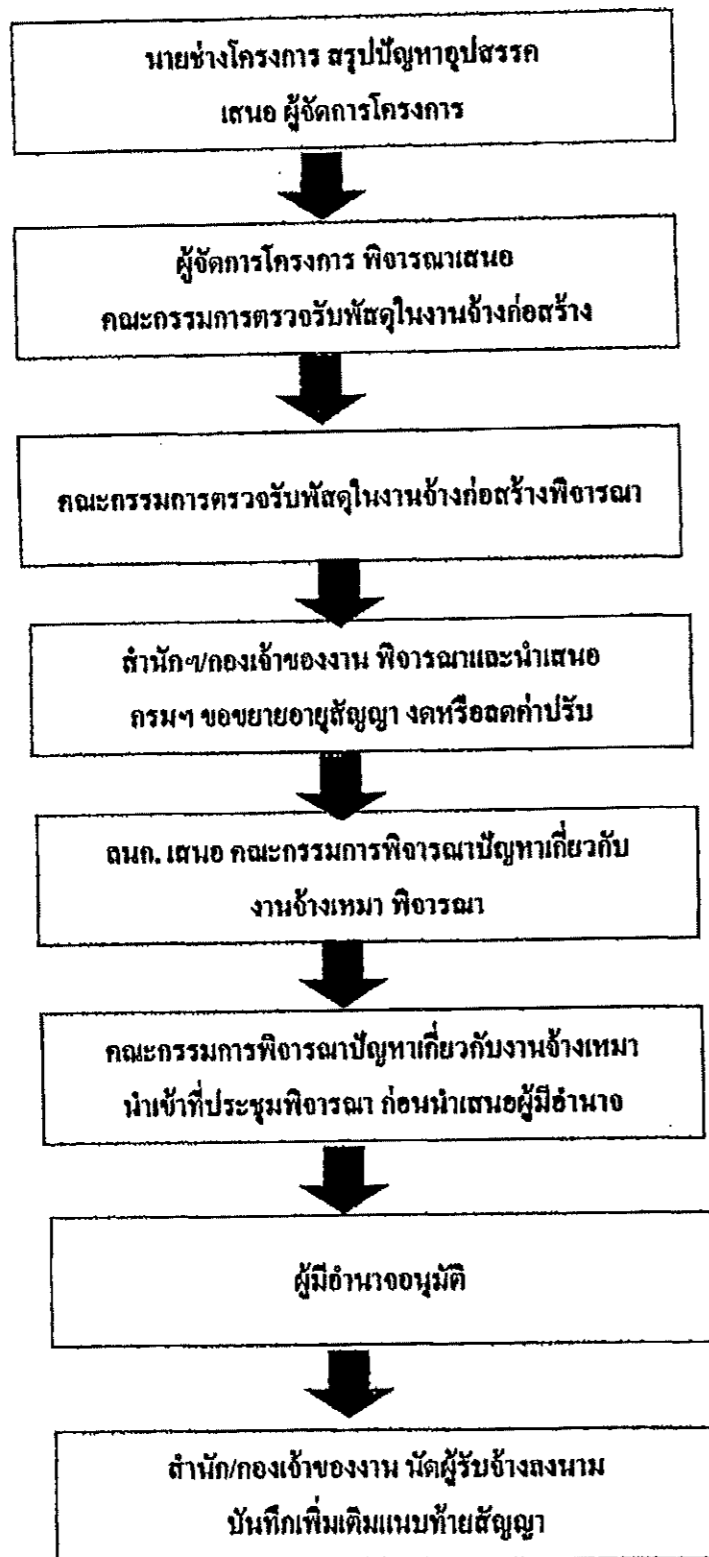 นายช่างโครงการ สรุปปัญหาอุปสรรค
เสนอ ผู้จัดการโครงการ
ผู้จัดการโครงการ พิจารณาเสนอ
คณะกรรมการตรวจรับพัสดุในงานจ้างก่อสร้าง
คณะกรรมการตรวจรับพัสดุในงานจ้างก่อสร้างพิจารณา
สำนักฯ/กองเจ้าของงาน พิจารณาและนำเสนอ
กรมฯ ขอขยายอายุสัญญา งดหรือลดค่าปรับ
ลนก. เสนอ คณะกรรมการพิจารณาปัญหาเกี่ยวกับ
งานจ้างเหมา พิจารณา
คณะกรรมการพิจารณาปัญหาเกี่ยวกับงานจ้างเหมา
นำเข้าที่ประชุมพิจารณา ก่อนนำเสนอผู้มีอำนาจ
ผู้มีอำนาจอนุมัติ
สำนัก/กองเจ้าของงาน นัดผู้รับจ้างลงนาม
บันทึกเพิ่มเติมแนบท้ายสัญญา